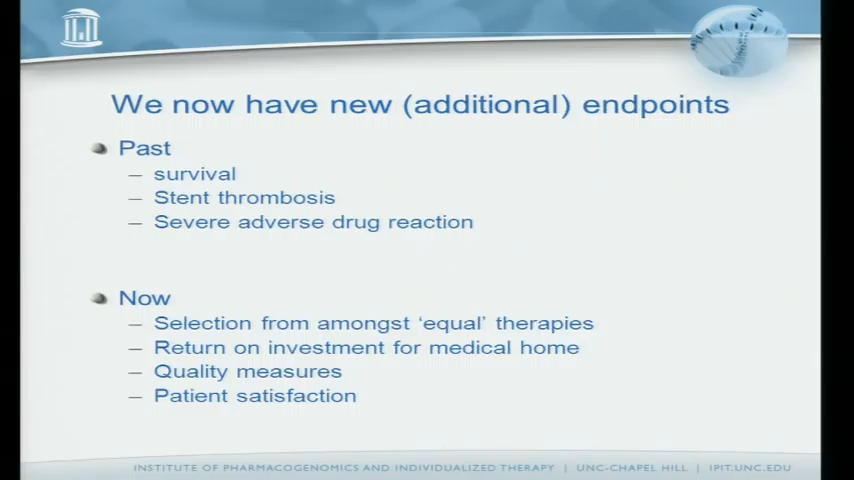 We now have new (additional) endpoints
Past
– survival
– Stent thrombosis
– Severe adverse drug reaction
Now
– Selection from amongst ‘equal’ therapies
– Return on investment for medical home
– Quality measures
– Patient satisfaction
INSTITUTE OF PHARMACOGENOMICS AND INDIVIDUALIZED THERAPY | UNC-CHAPEL HILL | IPIT.UNC.EDU